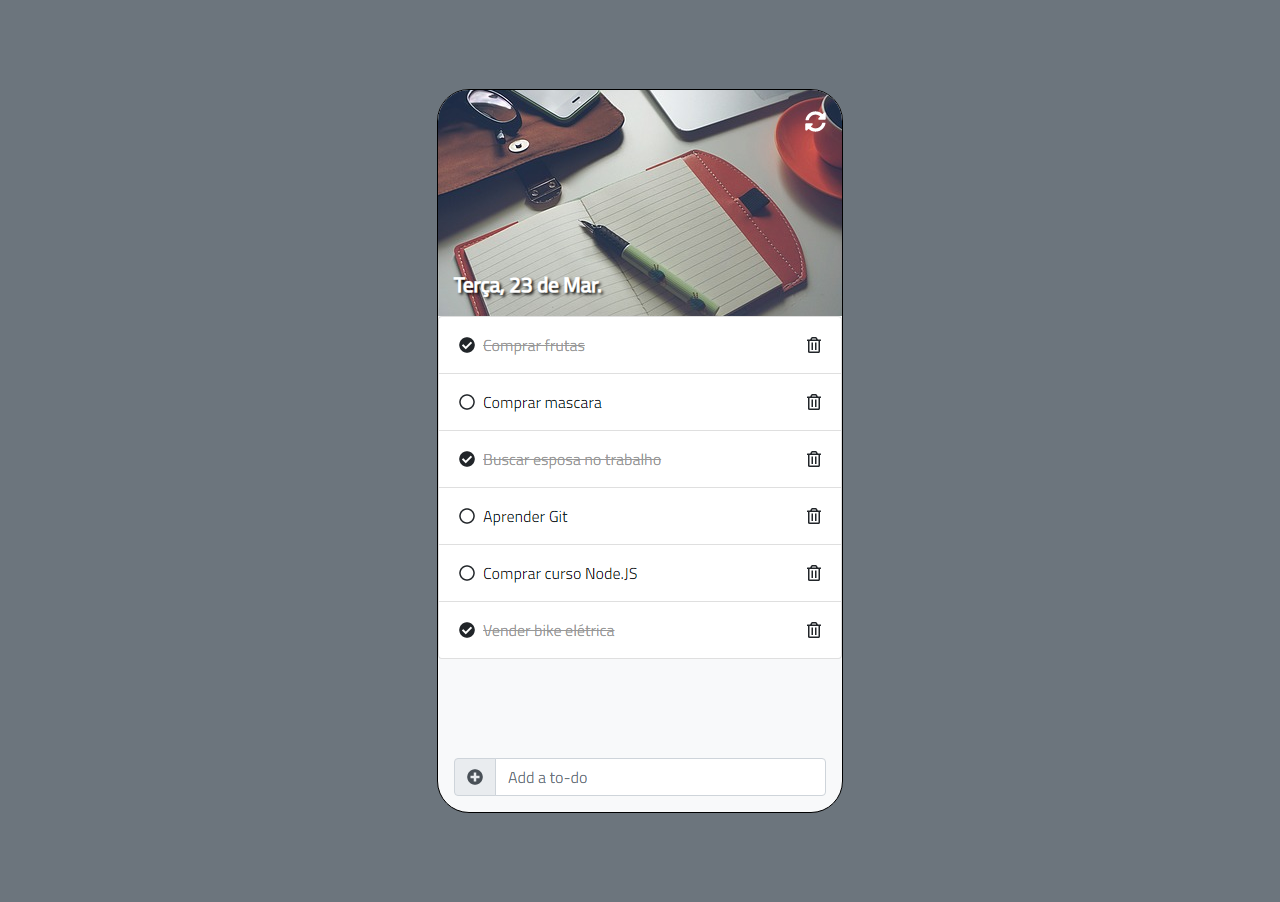 Terça, 23 de Mar.
Comprar frutas
Comprar mascara
Buscar esposa no trabalho
Aprender Git
Comprar curso Node.JS
Vender bike elétrica
Add a to-do